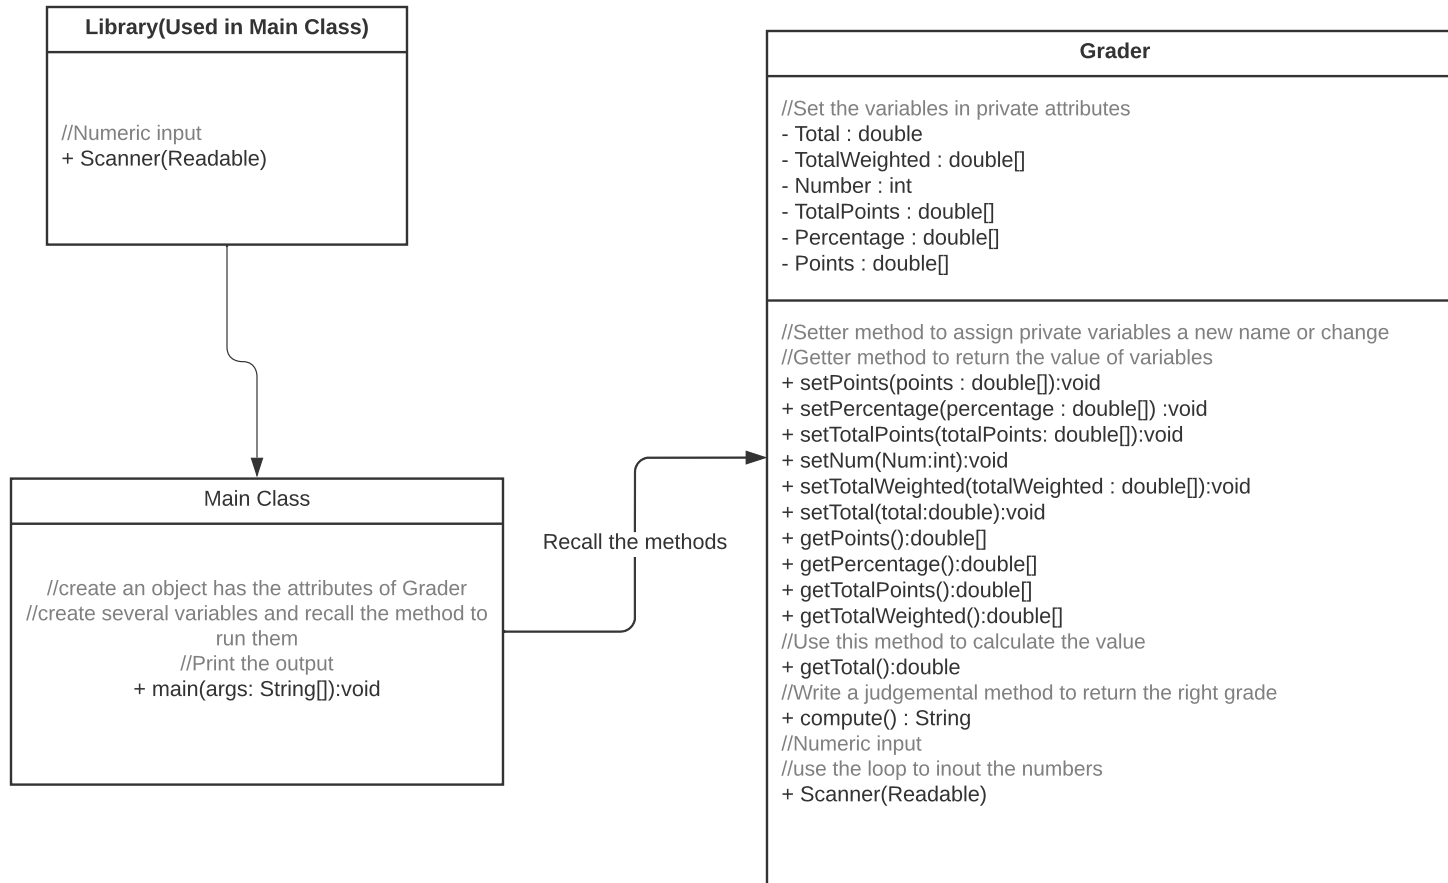 Library(Used in Main Class)
//Numeric input
+ Scanner(Readable)
Main Class
//create an object has the attributes of Grader
//create several variables and recall the method to
run them
//Print the output
+ main(args: String[]):void
Recall the methods
Grader
//Set the variables in private attributes
- Total : double
- TotalWeighted : double[]
- Number : int
- TotalPoints : double[]
- Percentage : double[]
- Points : double[]
//Setter method to assign private variables a new name or change
//Getter method to return the value of variables
+ setPoints(points : double[]):void
+ setPercentage(percentage : double[]) :void
+ setTotalPoints(totalPoints: double[]):void
+ setNum(Num:int):void
+ setTotalWeighted(totalWeighted : double[]):void
+ setTotal(total:double):void
+ getPoints():double[]
+ getPercentage():double[]
+ getTotalPoints():double[]
+ getTotalWeighted():double[]
//Use this method to calculate the value
+ getTotal():double
//Write a judgemental method to return the right grade
+ compute() : String
//Numeric input
//use the loop to inout the numbers
+ Scanner(Readable)